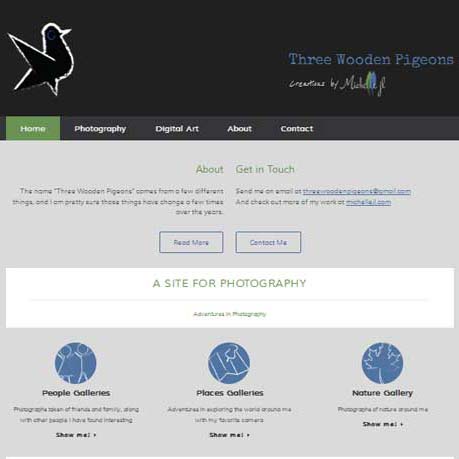 Three Wooden Pigeons
Creations by Michelle jl
Home Photography Digital Art About Contact
About
The name "Three Wooden Pigeons" comes from a few different
things, and I am pretty sure those things have change a few times
over the years.
Read More
Get in Touch
Send me an email at threewoodenpigeons@gmail.com
And check out more of my work at michellejl.com
Contact Me
A SITE FOR PHOTOGRAPHY
Adventures in Photography
People Galleries
Photographs taken of friends and family, along
with other people I have found interesting
Show me!
Places Galleries
Adventures in exploring the world around me
with my favorite camera
Show me!
Nature Gallery
Photographs of nature around me
Show me!